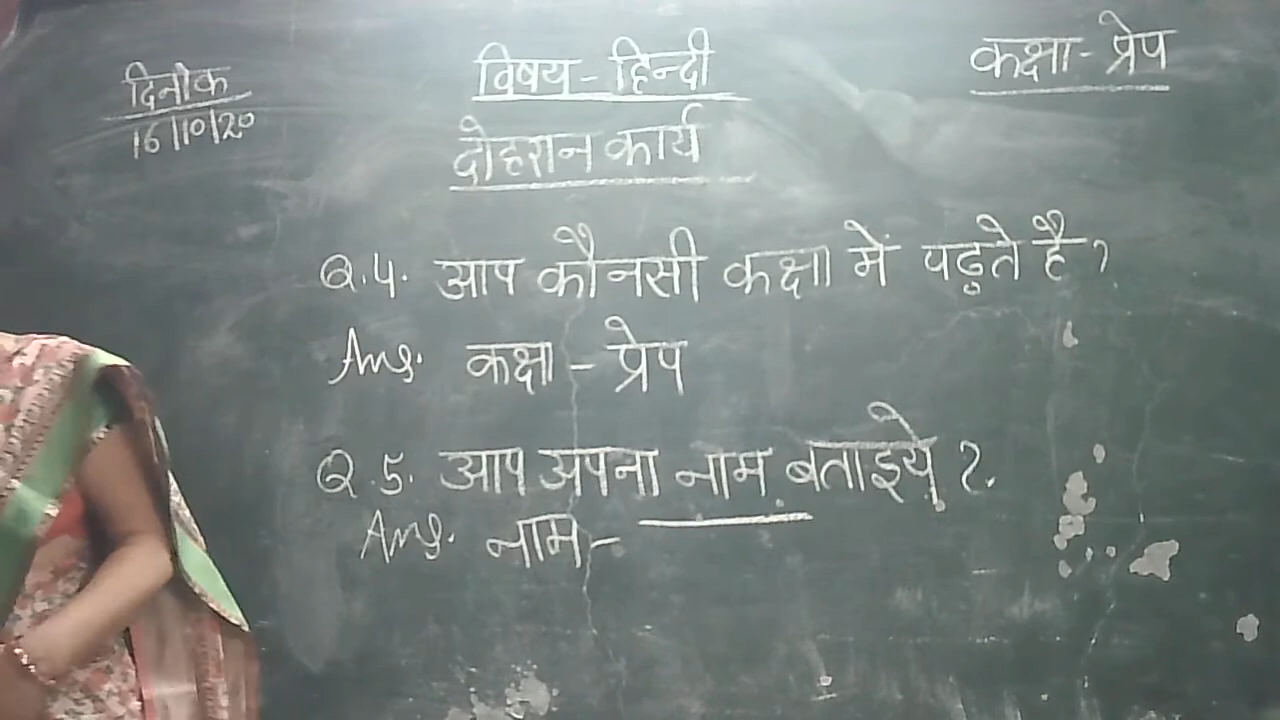 दिनांक
16/10/20
विषय - हिन्दी
कक्षा - प्रेप
दोहरान कार्य
Q.4. आप कौनसी कक्षा में पढ़ते है?
Ans. कक्षा - प्रेप
Q.5. आप अपना नाम बताइये ?.
Ans. नाम -